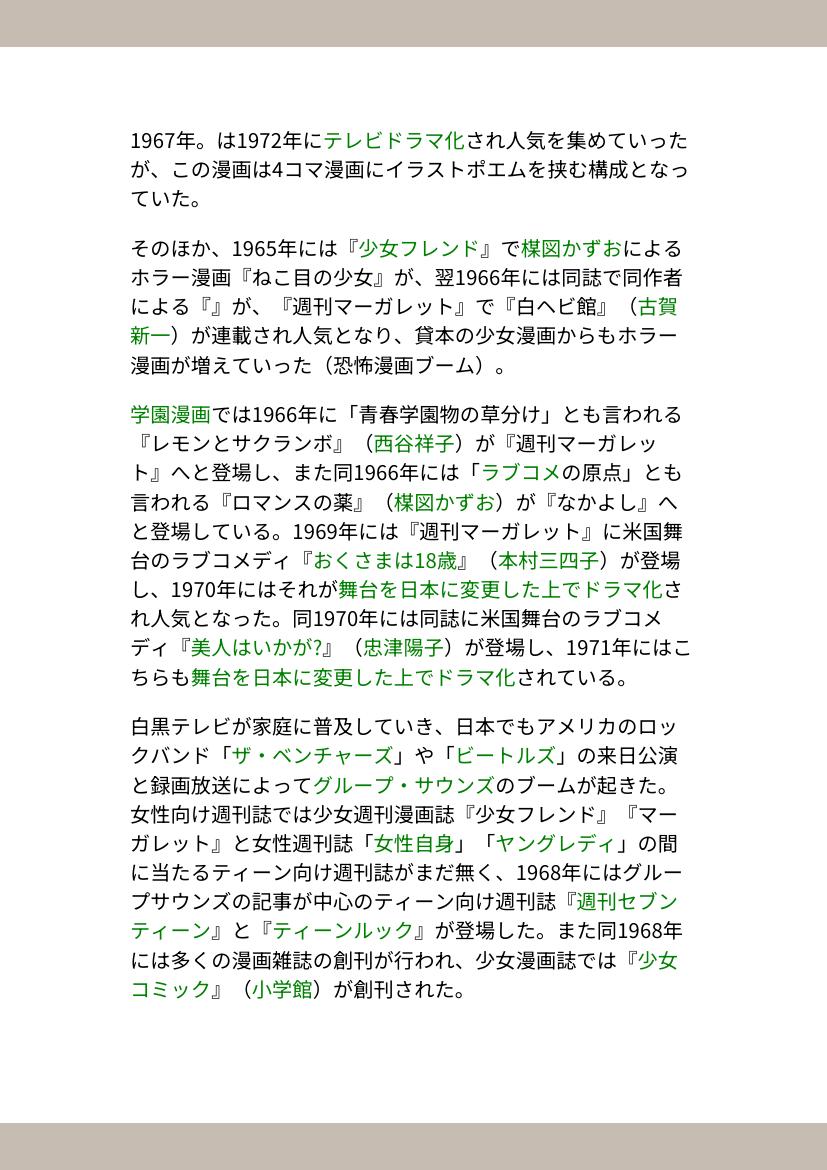 1967年。は1972年にテレビドラマ化され人気を集めていった
が、この漫画は4コマ漫画にイラストポエムを挟む構成となっ
ていた。
そのほか、1965年には『少女フレンド』で楳図かずおによる
ホラー漫画『ねこ目の少女』が、翌1966年には同誌で同作者
による『』が、『週刊マーガレット』で『白ヘビ館』（古賀
新一）が連載され人気となり、貸本の少女漫画からもホラー
漫画が増えていった（恐怖漫画ブーム）。
学園漫画では1966年に「青春学園物の草分け」とも言われる
『レモンとサクランボ』（西谷祥子）が『週刊マーガレッ
ト』へと登場し、また同1966年には「ラブコメの原点」とも
言われる『ロマンスの薬』（楳図かずお）が『なかよし』へ
と登場している。1969年には『週刊マーガレット』に米国舞
台のラブコメディ『おくさまは18歳』（本村三四子）が登場
し、1970年にはそれが舞台を日本に変更した上でドラマ化さ
れ人気となった。同1970年には同誌に米国舞台のラブコメ
ディ『美人はいかが?』（忠津陽子）が登場し、1971年にはこ
ちらも舞台を日本に変更した上でドラマ化されている。
白黒テレビが家庭に普及していき、日本でもアメリカのロッ
クバンド「ザ・ベンチャーズ」や「ビートルズ」の来日公演
と録画放送によってグループ・サウンズのブームが起きた。
女性向け週刊誌では少女週刊漫画誌『少女フレンド』『マー
ガレット』と女性週刊誌「女性自身」「ヤングレディ」の間
に当たるティーン向け週刊誌がまだ無く、1968年にはグルー
プサウンズの記事が中心のティーン向け週刊誌『週刊セブン
ティーン』と『ティーンルック』が登場した。また同1968年
には多くの漫画雑誌の創刊が行われ、少女漫画誌では『少女
コミック』（小学館）が創刊された。